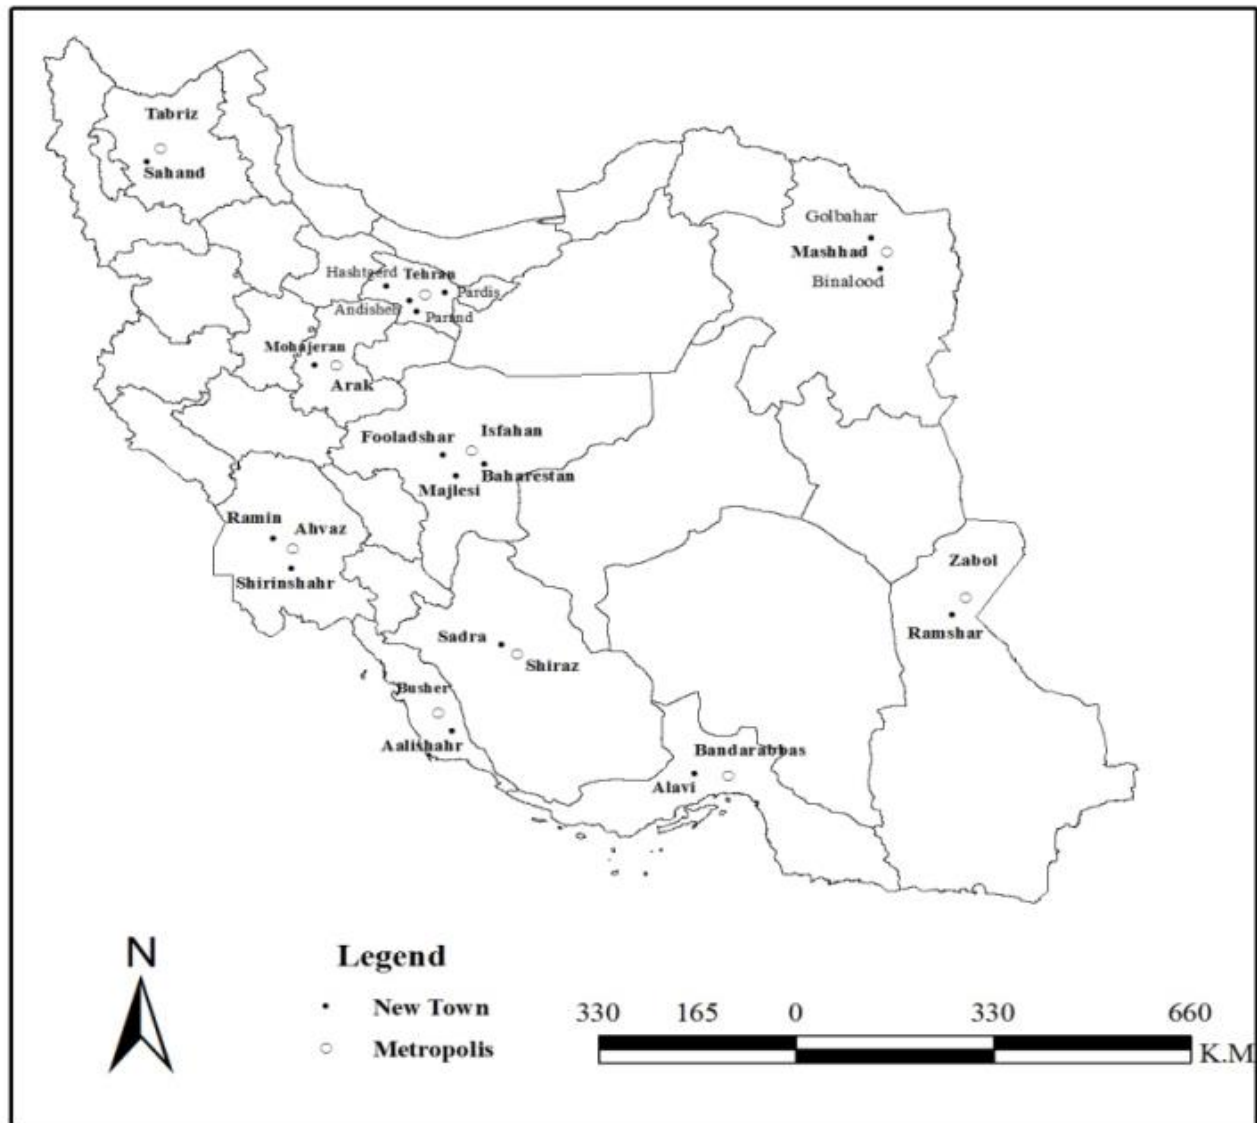 Tabriz
Sahand
Golbahar
Mashhad
Binalood
Hashtgerd
Tehran
Pardis
Andisheh
Parand
Mohajeran
Arak
Fooladshar
Isfahan
Baharestan
Majlesi
Ramin
Ahvaz
Shirinshahr
Zabol
Ramshar
Sadra
Shiraz
Busher
Aalishahr
Bandarabbas
Alavi
N
Legend
New Town
Metropolis
330 165 0 330 660
K.M